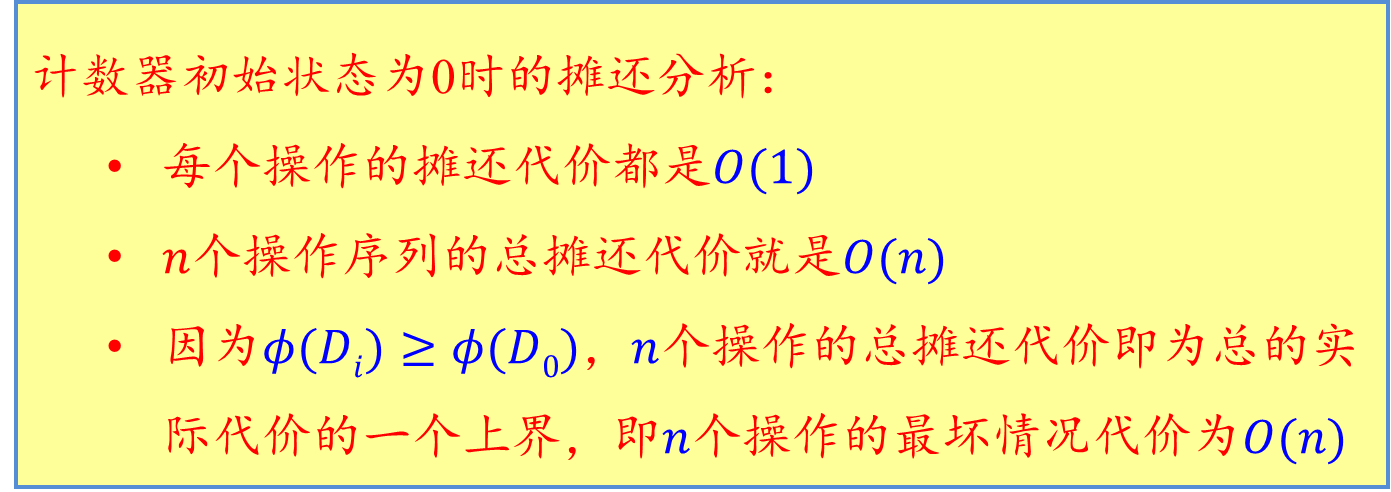 计数器初始状态为0时的摊还分析：
• 每个操作的摊还代价都是O(1)
• n个操作序列的总摊还代价就是O(n)
• 因为ϕ(Dᵢ) ≥ ϕ(D₀)，n个操作的总摊还代价即为总的实
际代价的一个上界，即n个操作的最坏情况代价为O(n)